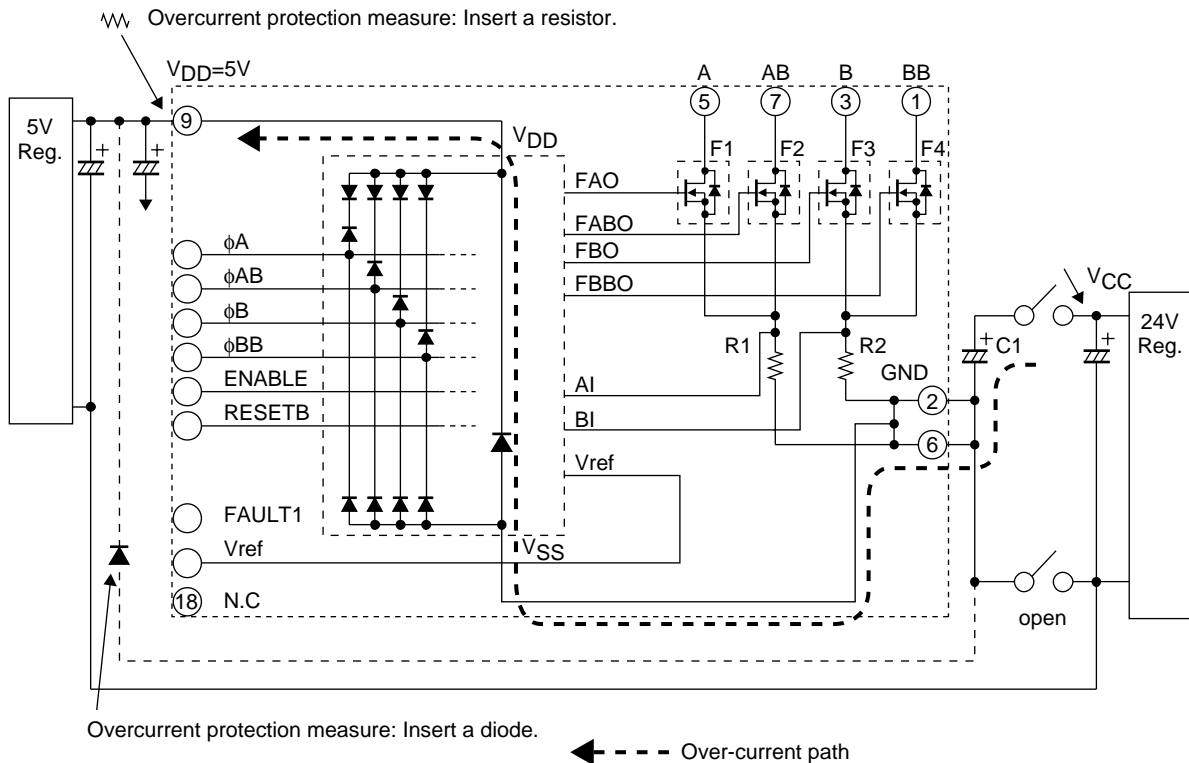 Overcurrent protection measure: Insert a resistor.
VDD=5V
A AB B BB
5 7 3 1
5V
Reg.
9
VDD
F1 F2 F3 F4
FAO
FABO
FBO
FBBO
φA
φAB
φB
φBB
ENABLE
RESETB
VCC
24V
Reg.
R1 R2
C1
GND
2
AI
BI
6
Vref
FAULT1
VSS
Vref
18 N.C
open
Overcurrent protection measure: Insert a diode.
Over-current path
+
+
+
+